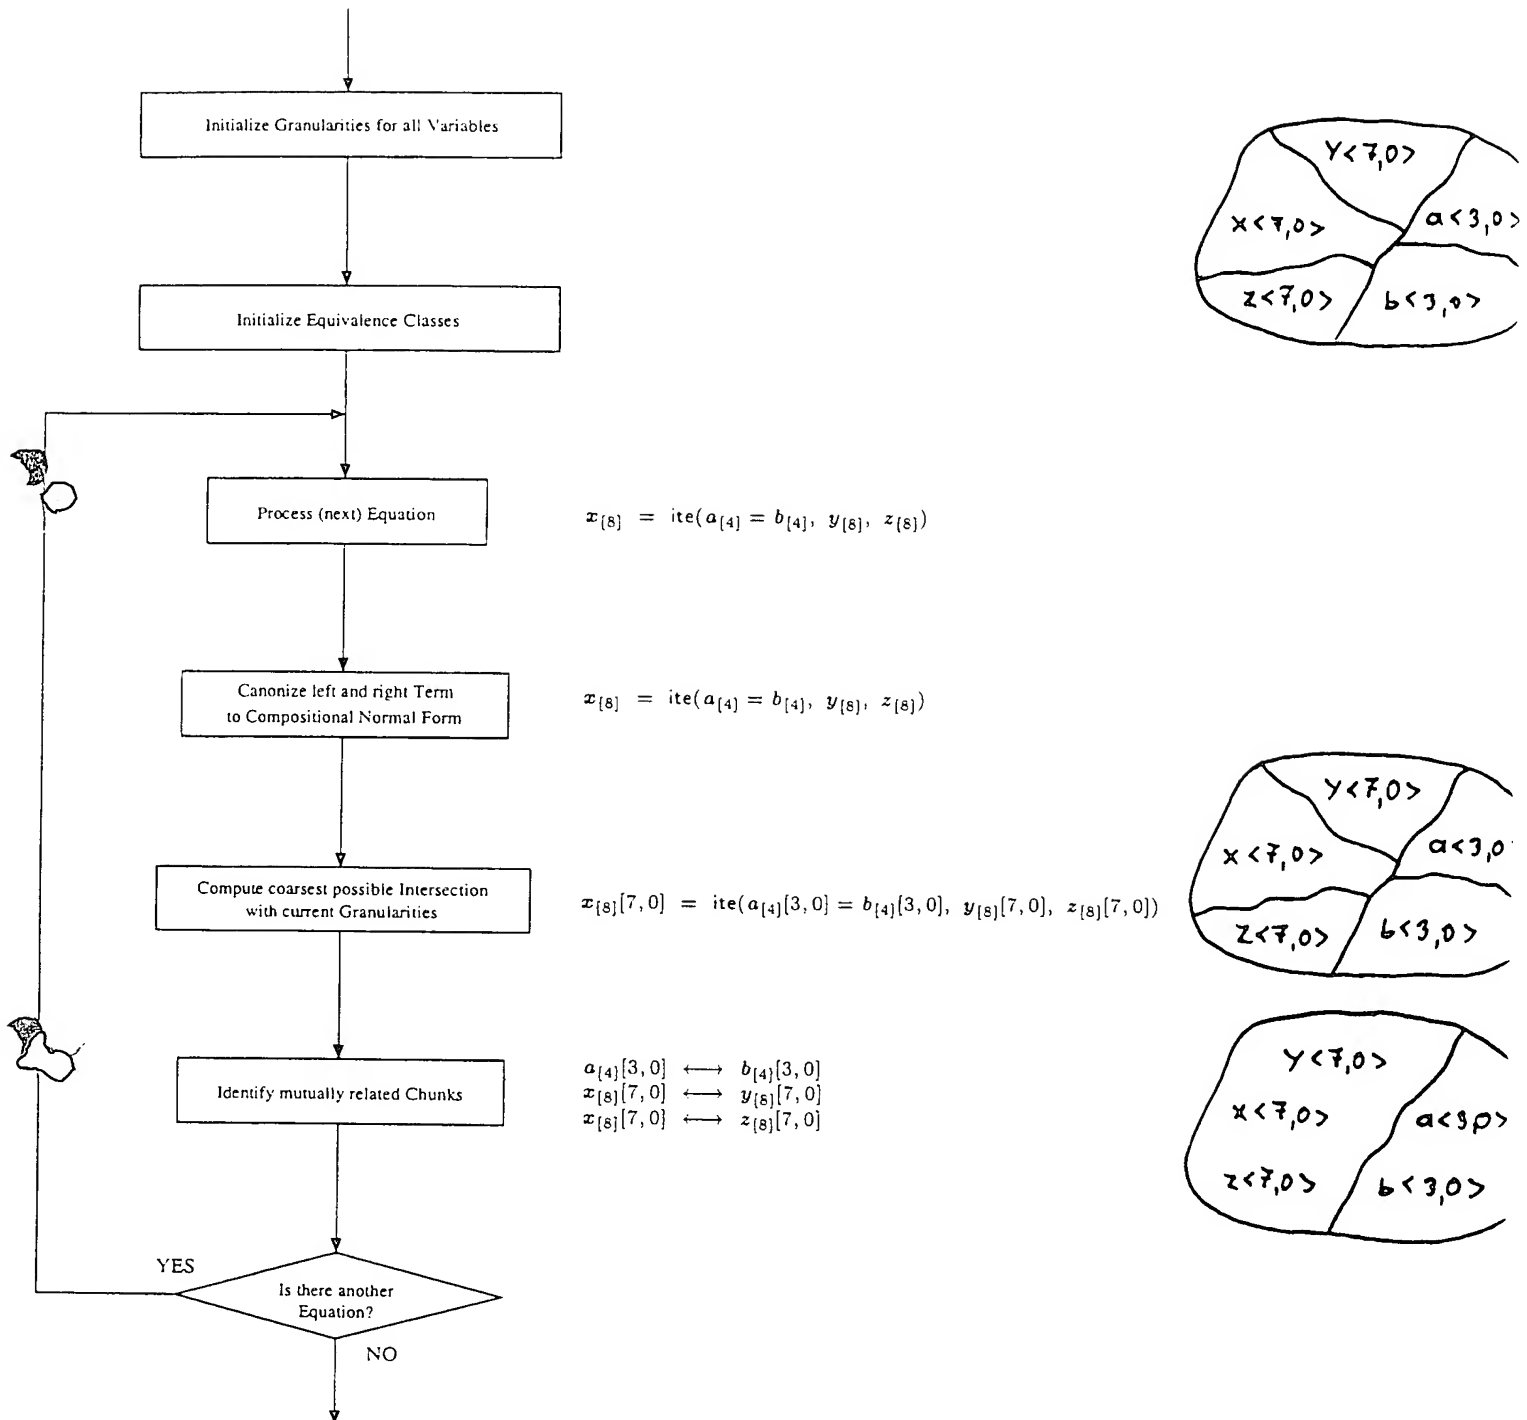 Initialize Granularities for all Variables
Y<7,0>
x<7,0>
a<3,0>
z<7,0>
b<3,0>
Initialize Equivalence Classes
Process (next) Equation
x[8] = ite(a[4] = b[4], y[8], z[8])
Canonize left and right Term
to Compositional Normal Form
x[8] = ite(a[4] = b[4], y[8], z[8])
Compute coarsest possible Intersection
with current Granularities
x[8][7,0] = ite(a[4][3,0] = b[4][3,0], y[8][7,0], z[8][7,0])
Y<7,0>
x<7,0>
a<3,0
z<7,0>
b<3,0>
Identify mutually related Chunks
a[4][3,0] ⟷ b[4][3,0]
x[8][7,0] ⟷ y[8][7,0]
x[8][7,0] ⟷ z[8][7,0]
Y<7,0>
x<7,0>
a<3,0>
z<7,0>
b<3,0>
YES
Is there another
Equation?
NO